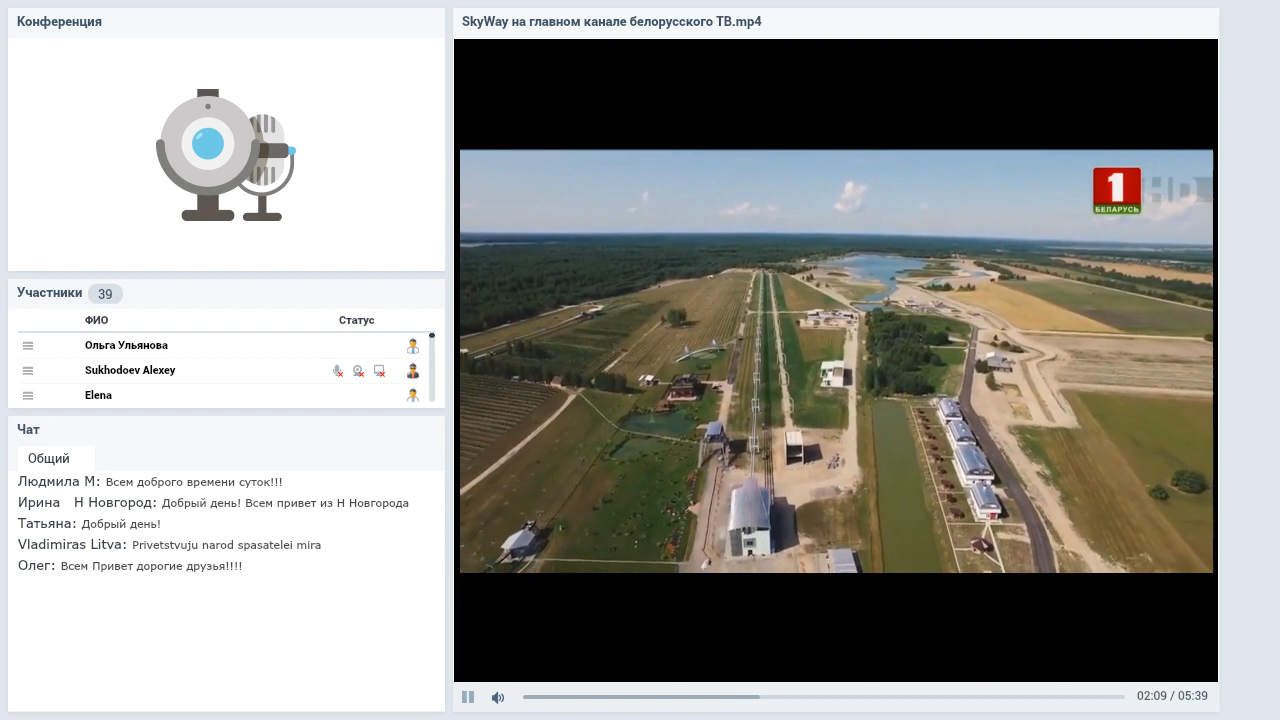 Конференция
Участники 39
ФИО Статус
Ольга Ульянова
Sukhodoev Alexey
Elena
Чат
Общий
Людмила М: Всем доброго времени суток!!!
Ирина Н Новгород: Добрый день! Всем привет из Н Новгорода
Татьяна: Добрый день!
Vladimiras Litva: Privetstvuju narod spasatelei mira
Олег: Всем Привет дорогие друзья!!!!
SkyWay на главном канале белорусского ТВ.mp4
1 HD
БЕЛАРУСЬ
02:09 / 05:39